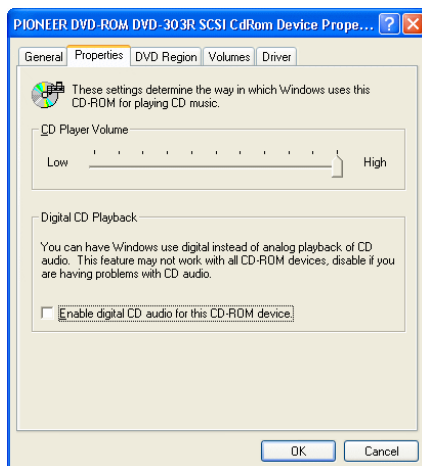 PIONEER DVD-ROM DVD-303R SCSI CdRom Device Prope...
General Properties DVD Region Volumes Driver
These settings determine the way in which Windows uses this
CD-ROM for playing CD music.
CD Player Volume
Low High
Digital CD Playback
You can have Windows use digital instead of analog playback of CD
audio. This feature may not work with all CD-ROM devices, disable if you
are having problems with CD audio.
Enable digital CD audio for this CD-ROM device.
OK Cancel